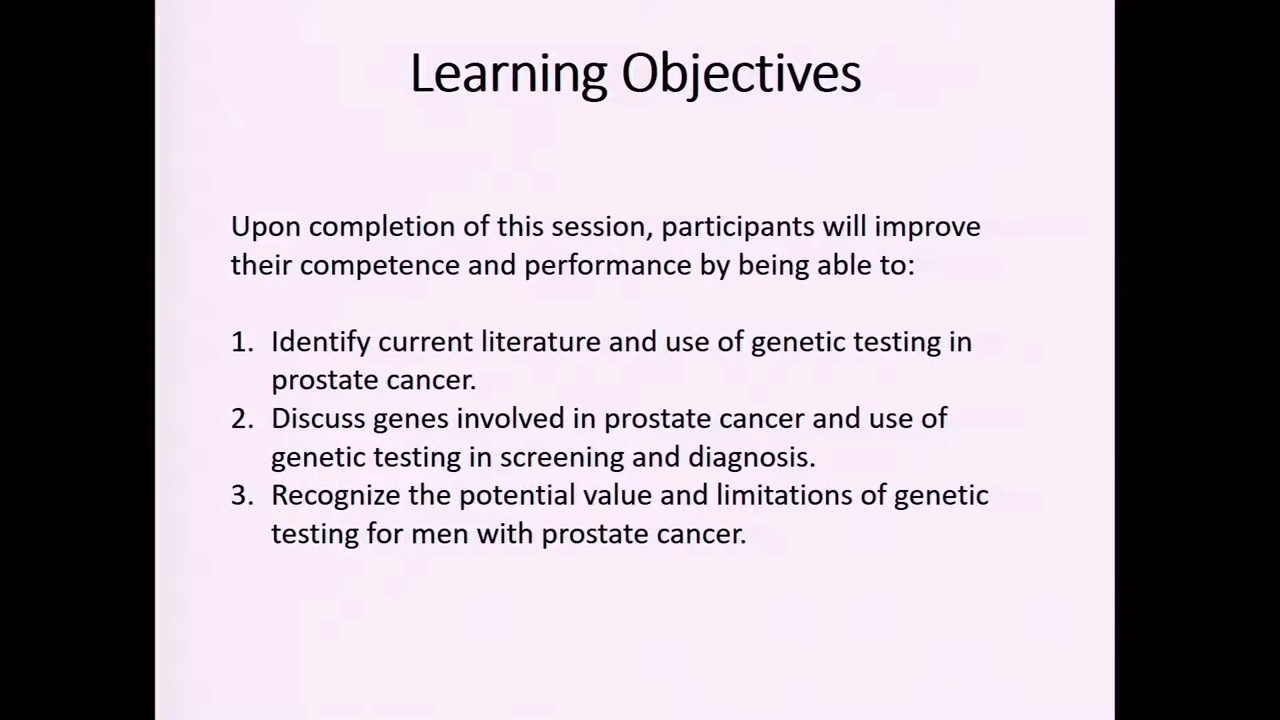 Learning Objectives
Upon completion of this session, participants will improve
their competence and performance by being able to:
1. Identify current literature and use of genetic testing in
prostate cancer.
2. Discuss genes involved in prostate cancer and use of
genetic testing in screening and diagnosis.
3. Recognize the potential value and limitations of genetic
testing for men with prostate cancer.